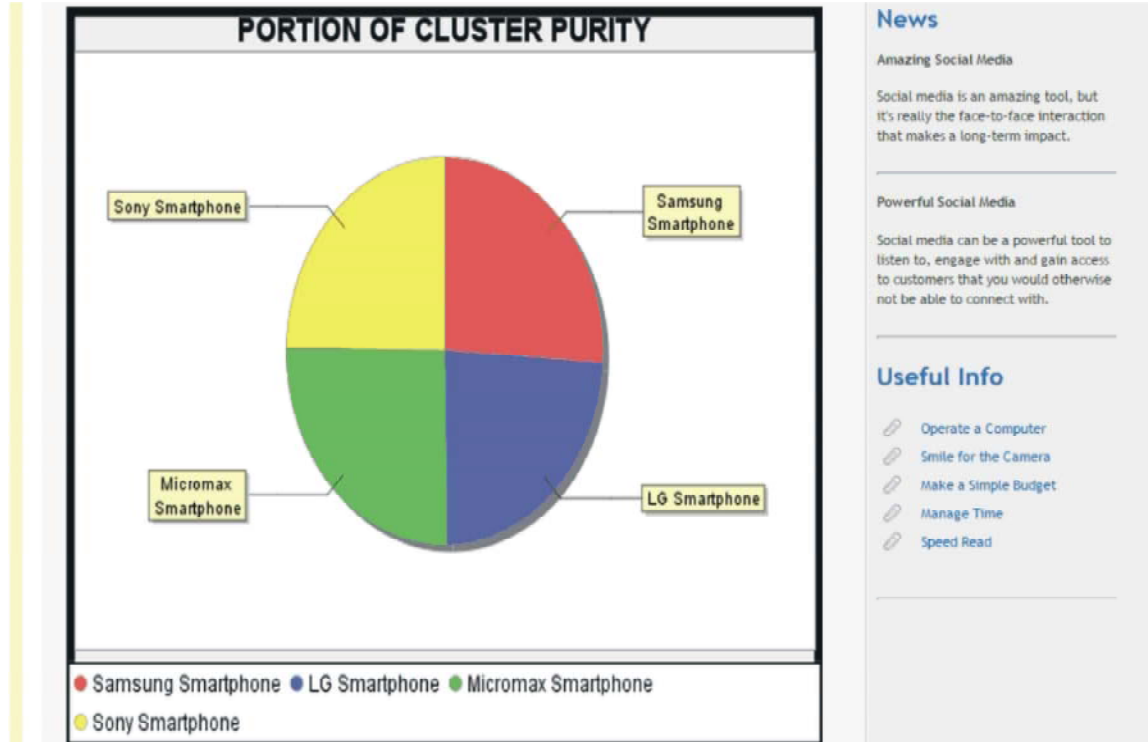 PORTION OF CLUSTER PURITY
Sony Smartphone
Samsung
Smartphone
Micromax
Smartphone
LG Smartphone
Samsung Smartphone LG Smartphone Micromax Smartphone
Sony Smartphone
News
Amazing Social Media
Social media is an amazing tool, but
it's really the face-to-face interaction
that makes a long-term impact.
Powerful Social Media
Social media can be a powerful tool to
listen to, engage with and gain access
to customers that you would otherwise
not be able to connect with.
Useful Info
Operate a Computer
Smile for the Camera
Make a Simple Budget
Manage Time
Speed Read